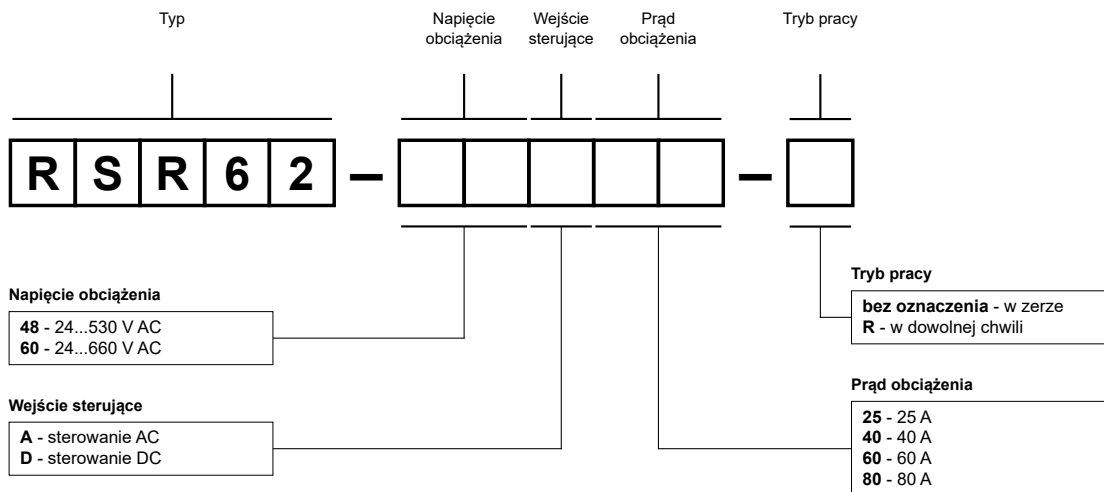 Typ
Napięcie
obciążenia
Wejście
sterujące
Prąd
obciążenia
Tryb pracy
R S R 6 2 – –
Napięcie obciążenia
48 - 24...530 V AC
60 - 24...660 V AC
Wejście sterujące
A - sterowanie AC
D - sterowanie DC
Tryb pracy
bez oznaczenia - w zerze
R - w dowolnej chwili
Prąd obciążenia
25 - 25 A
40 - 40 A
60 - 60 A
80 - 80 A